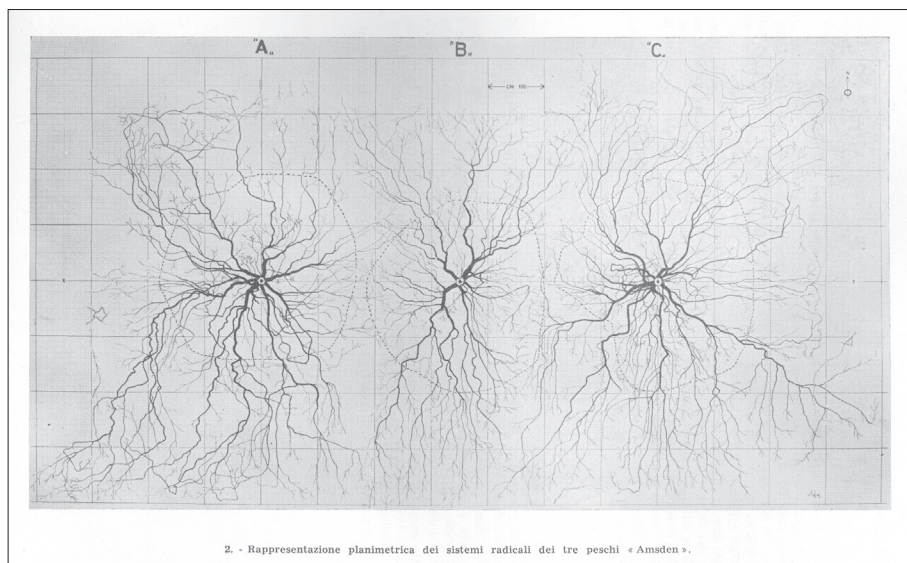 "A„
"B„
"C„
CM 100
N
2. - Rappresentazione planimetrica dei sistemi radicali dei tre peschi « Amsden ».